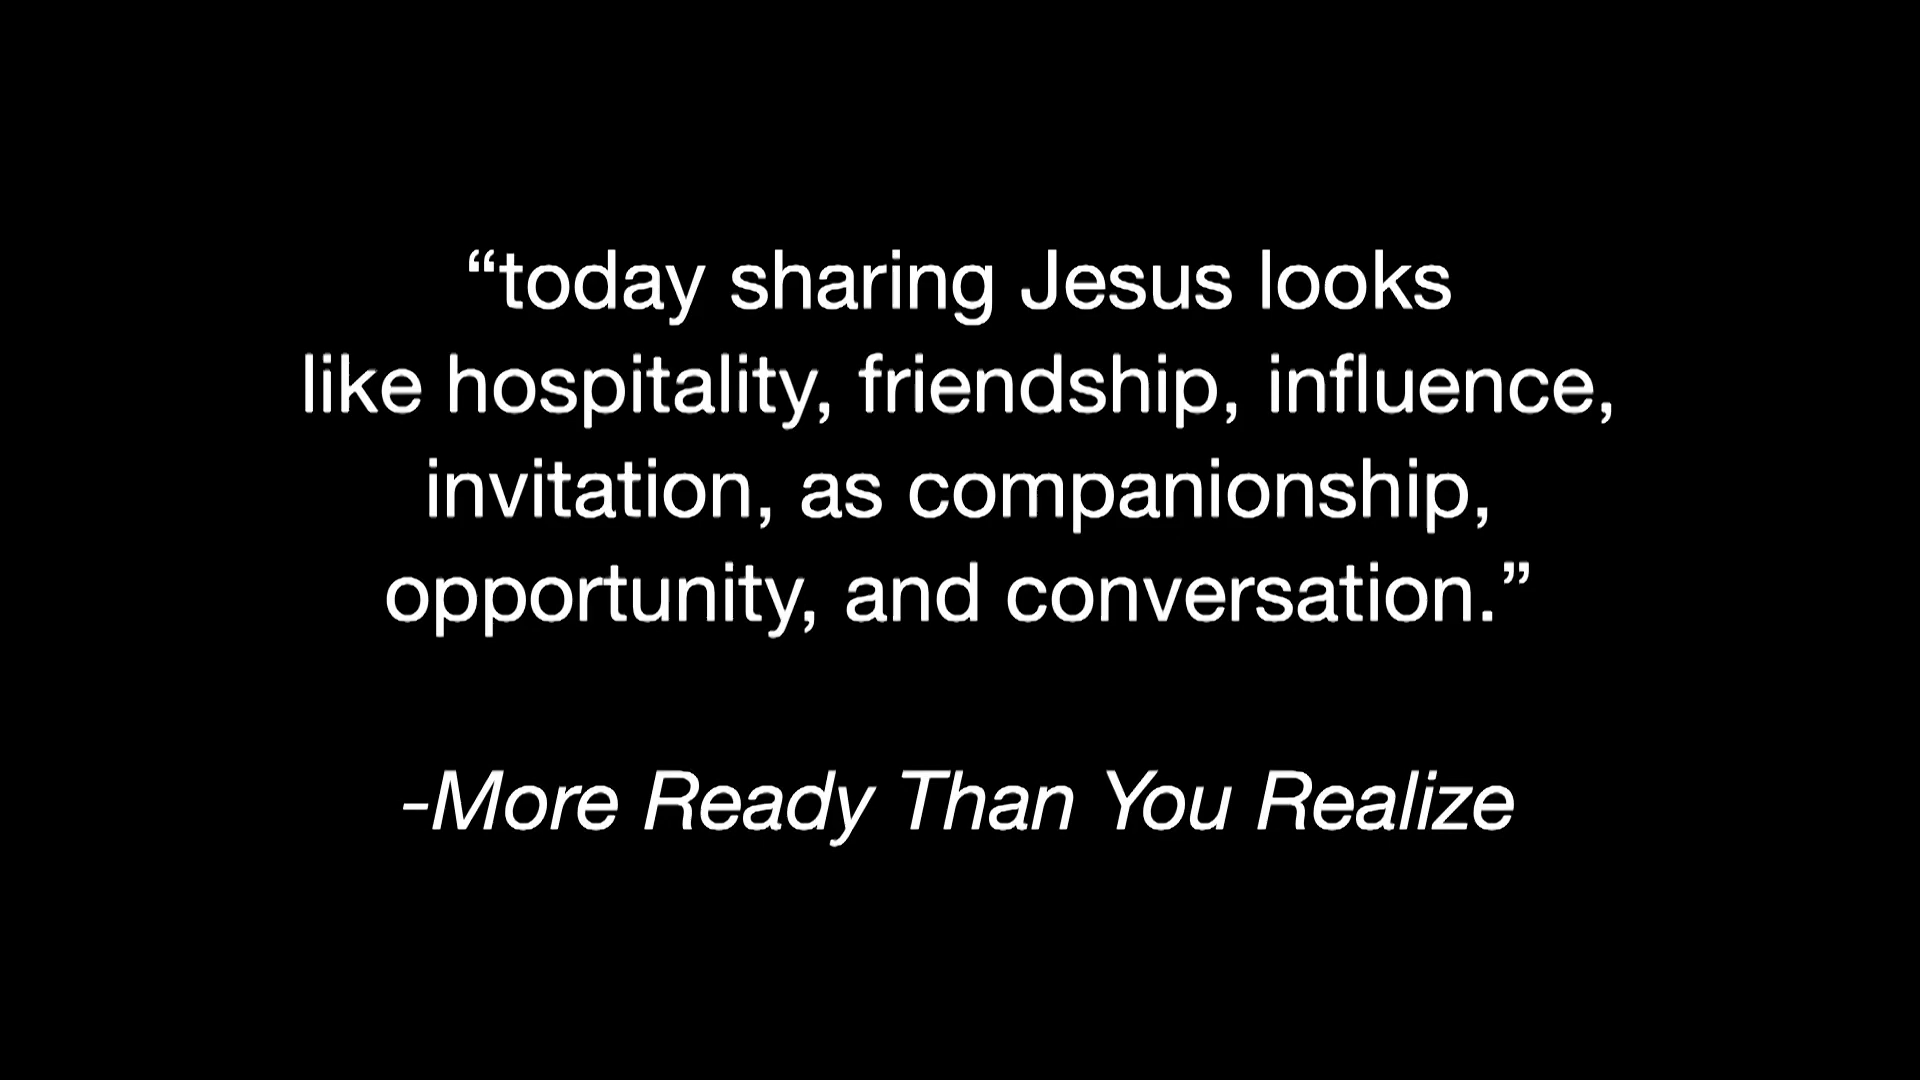 “today sharing Jesus looks
like hospitality, friendship, influence,
invitation, as companionship,
opportunity, and conversation.”
-More Ready Than You Realize